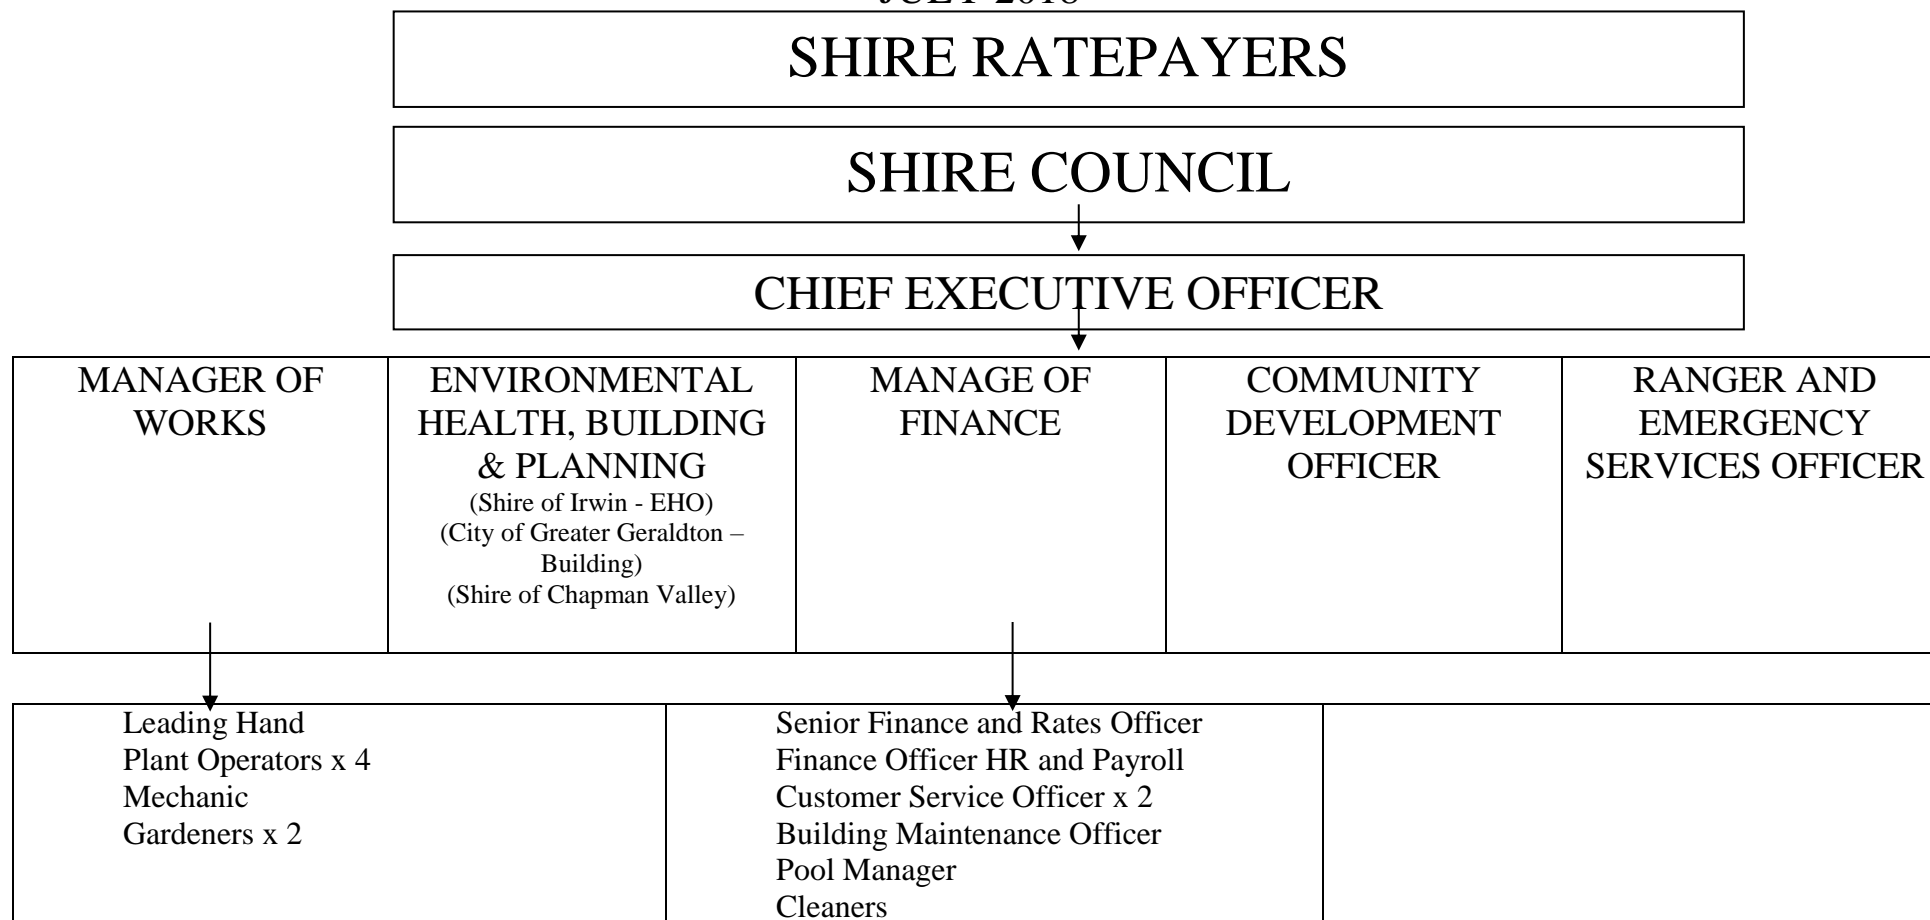 SHIRE RATEPAYERS
SHIRE COUNCIL
CHIEF EXECUTIVE OFFICER
MANAGER OF
WORKS
ENVIRONMENTAL
HEALTH, BUILDING
& PLANNING
(Shire of Irwin - EHO)
(City of Greater Geraldton –
Building)
(Shire of Chapman Valley)
MANAGE OF
FINANCE
COMMUNITY
DEVELOPMENT
OFFICER
RANGER AND
EMERGENCY
SERVICES OFFICER
Leading Hand
Plant Operators x 4
Mechanic
Gardeners x 2
Senior Finance and Rates Officer
Finance Officer HR and Payroll
Customer Service Officer x 2
Building Maintenance Officer
Pool Manager
Cleaners